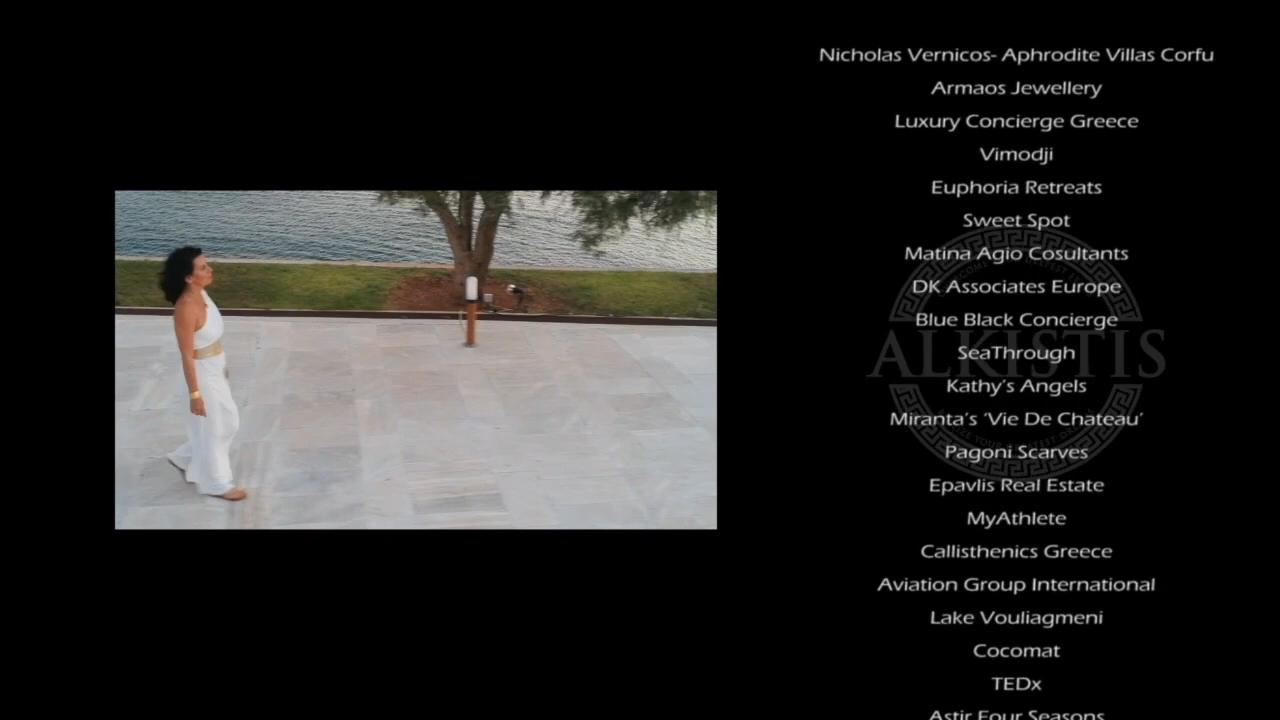 Nicholas Vernicos- Aphrodite Villas Corfu
Armaos Jewellery
Luxury Concierge Greece
Vimodji
Euphoria Retreats
Sweet Spot
Matina Agio Cosultants
DK Associates Europe
Blue Black Concierge
SeaThrough
ALKISTIS
Kathy's Angels
Miranta's 'Vie De Chateau'
Pagoni Scarves
Epavlis Real Estate
MyAthlete
Callisthenics Greece
Aviation Group International
Lake Vouliagmeni
Cocomat
TEDx
Astir Four Seasons